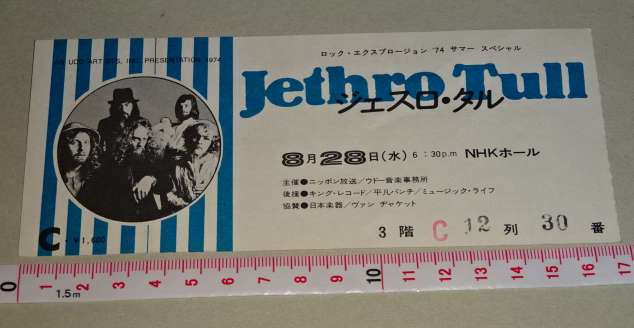 AN UDO ARTISTS, INC. PRESENTATION 1974
ロック・エクスプロージョン '74 サマー スペシャル
Jethro Tull
ジェスロ・タル
8月28日(水) 6:30p.m NHKホール
主催●ニッポン放送/ウドー音楽事務所
後援●キング・レコード/平凡パンチ/ミュージック・ライフ
協賛●日本楽器/ヴァン ヂャケット
C ¥1,600
3階 C 12 列 30 番
0 1 2 3 4 5 6 7 8 9 10 11 12 13 14 15 16 17
1.5m